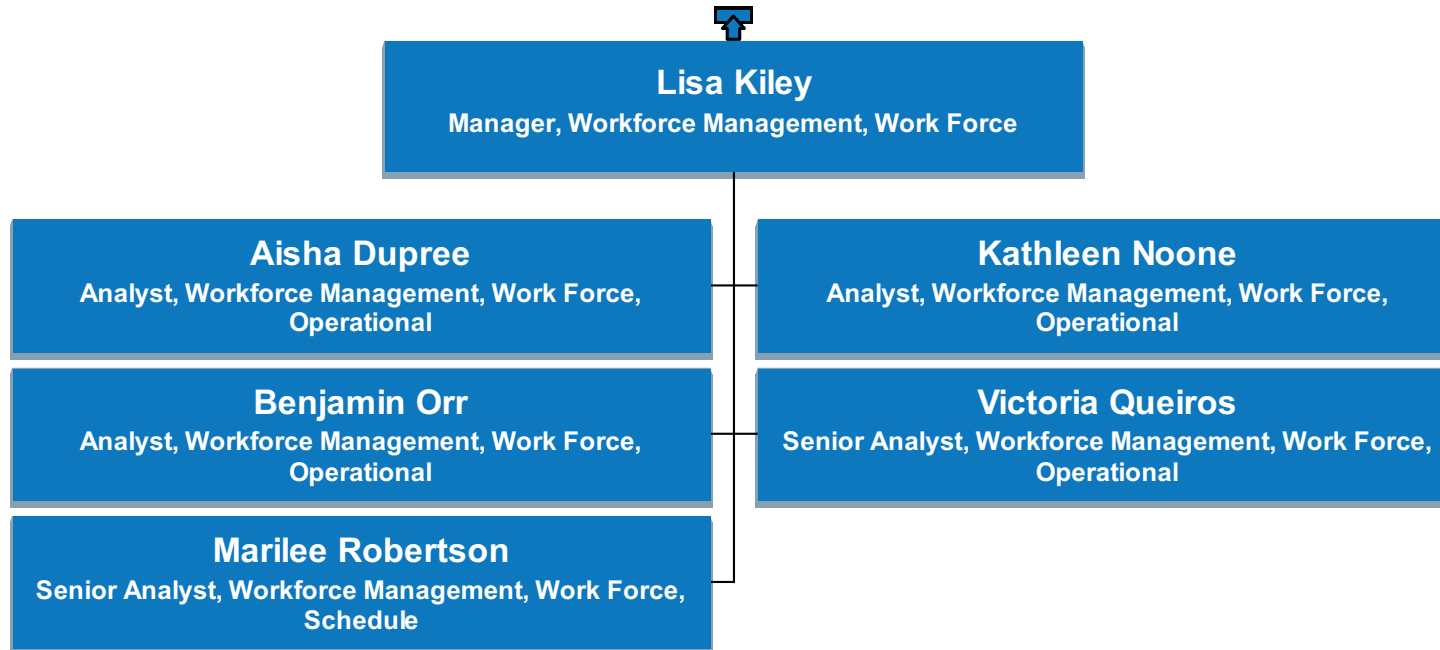 Lisa Kiley
Manager, Workforce Management, Work Force
Aisha Dupree
Analyst, Workforce Management, Work Force,
Operational
Kathleen Noone
Analyst, Workforce Management, Work Force,
Operational
Benjamin Orr
Analyst, Workforce Management, Work Force,
Operational
Victoria Queiros
Senior Analyst, Workforce Management, Work Force,
Operational
Marilee Robertson
Senior Analyst, Workforce Management, Work Force,
Schedule